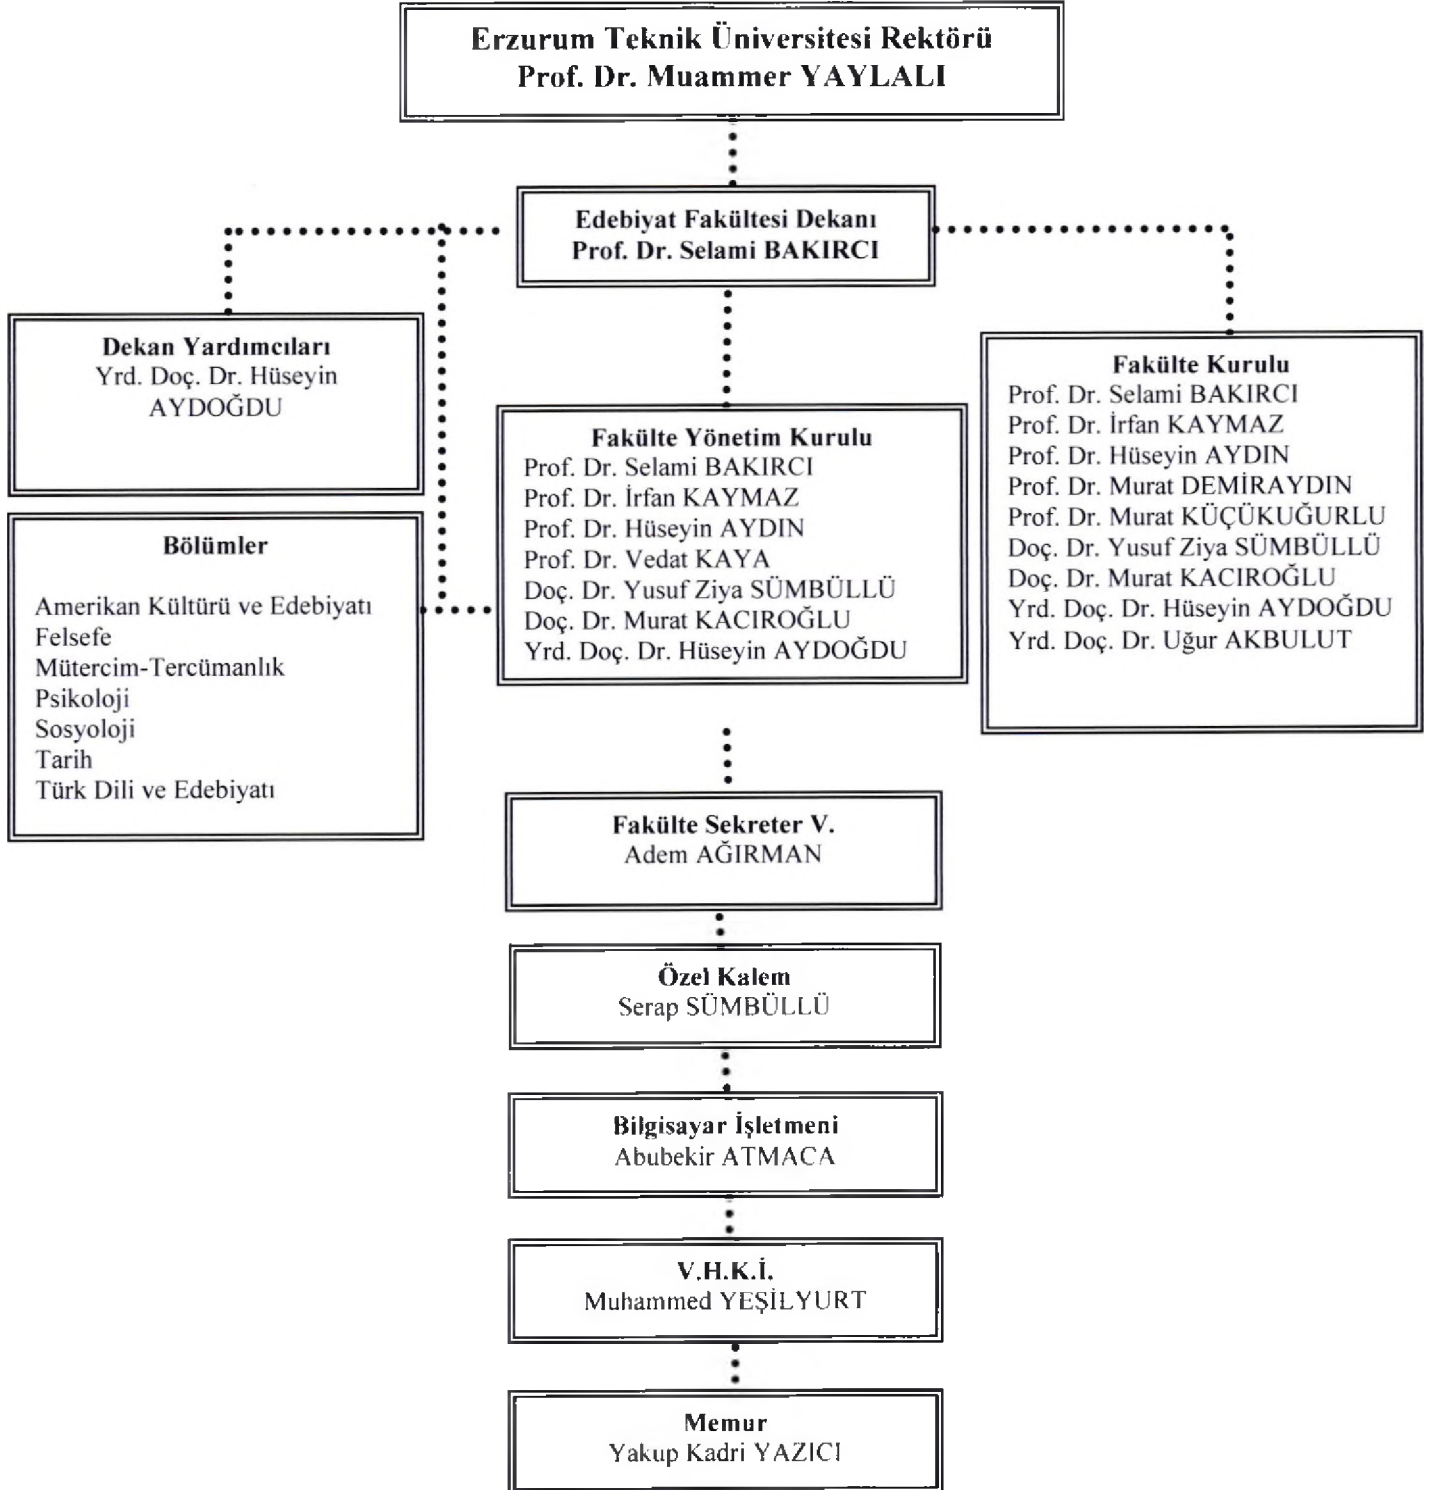 Erzurum Teknik Üniversitesi Rektörü
Prof. Dr. Muammer YAYLALI
Edebiyat Fakültesi Dekanı
Prof. Dr. Selami BAKIRCI
Dekan Yardımcıları
Yrd. Doç. Dr. Hüseyin
AYDOĞDU
Bölümler
Amerikan Kültürü ve Edebiyatı
Felsefe
Mütercim-Tercümanlık
Psikoloji
Sosyoloji
Tarih
Türk Dili ve Edebiyatı
Fakülte Yönetim Kurulu
Prof. Dr. Selami BAKIRCI
Prof. Dr. İrfan KAYMAZ
Prof. Dr. Hüseyin AYDIN
Prof. Dr. Vedat KAYA
Doç. Dr. Yusuf Ziya SÜMBÜLLÜ
Doç. Dr. Murat KACIROĞLU
Yrd. Doç. Dr. Hüseyin AYDOĞDU
Fakülte Kurulu
Prof. Dr. Selami BAKIRCI
Prof. Dr. İrfan KAYMAZ
Prof. Dr. Hüseyin AYDIN
Prof. Dr. Murat DEMİRAYDIN
Prof. Dr. Murat KÜÇÜKUĞURLU
Doç. Dr. Yusuf Ziya SÜMBÜLLÜ
Doç. Dr. Murat KACIROĞLU
Yrd. Doç. Dr. Hüseyin AYDOĞDU
Yrd. Doç. Dr. Uğur AKBULUT
Fakülte Sekreter V.
Adem AĞIRMAN
Özel Kalem
Serap SÜMBÜLLÜ
Bilgisayar İşletmeni
Abubekir ATMACA
V.H.K.İ.
Muhammed YEŞİLYURT
Memur
Yakup Kadri YAZICI